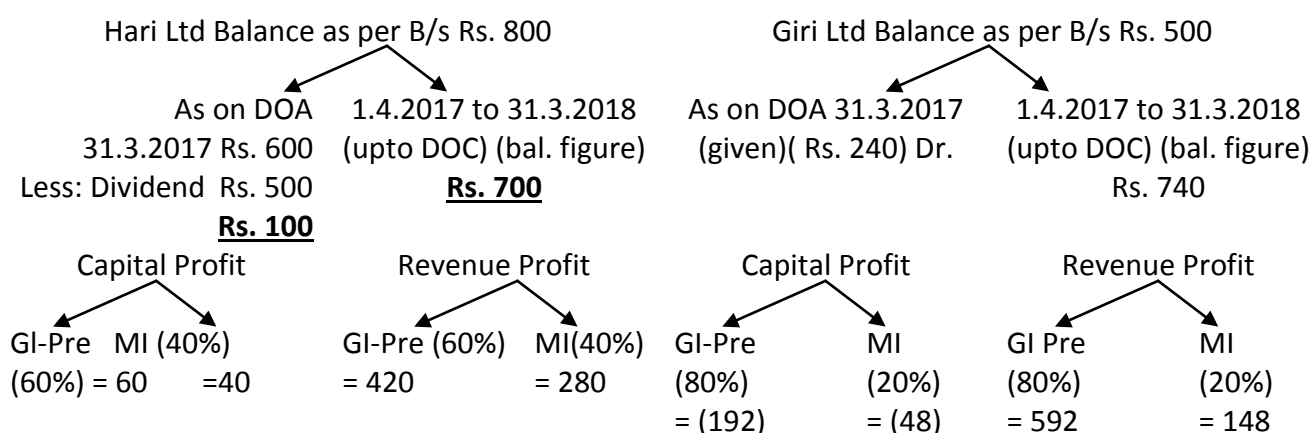 Hari Ltd Balance as per B/s Rs. 800
Giri Ltd Balance as per B/s Rs. 500
As on DOA
31.3.2017 Rs. 600
Less: Dividend Rs. 500
Rs. 100
1.4.2017 to 31.3.2018
(upto DOC) (bal. figure)
Rs. 700
As on DOA 31.3.2017
(given)( Rs. 240) Dr.
1.4.2017 to 31.3.2018
(upto DOC) (bal. figure)
Rs. 740
Capital Profit
Revenue Profit
Capital Profit
Revenue Profit
GI-Pre MI (40%)
(60%) = 60 =40
GI-Pre (60%) MI(40%)
= 420 = 280
GI-Pre MI
(80%) (20%)
= (192) = (48)
GI Pre MI
(80%) (20%)
= 592 = 148